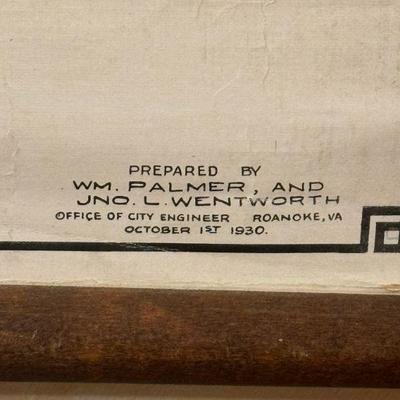 PREPARED BY
WM. PALMER, AND
JNO. L. WENTWORTH
OFFICE OF CITY ENGINEER ROANOKE, VA
OCTOBER 1ST 1930.